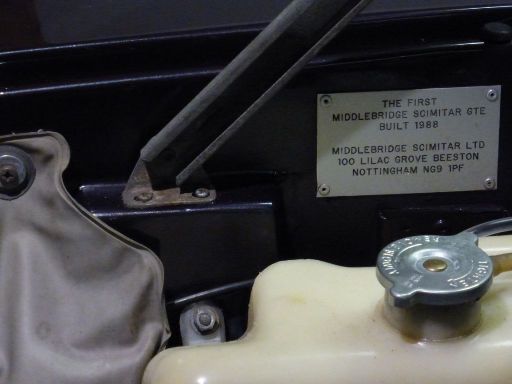 THE FIRST
MIDDLEBRIDGE SCIMITAR GTE
BUILT 1988
MIDDLEBRIDGE SCIMITAR LTD
100 LILAC GROVE BEESTON
NOTTINGHAM NG9 1PF